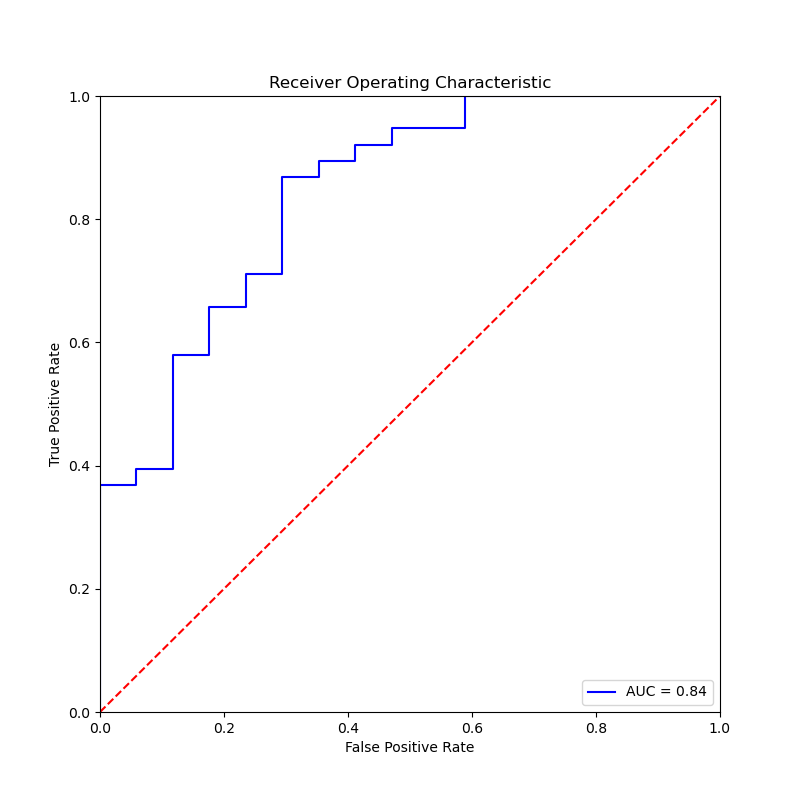 Receiver Operating Characteristic
1.0
0.8
0.6
0.4
0.2
0.0
True Positive Rate
0.0 0.2 0.4 0.6 0.8 1.0
False Positive Rate
AUC = 0.84